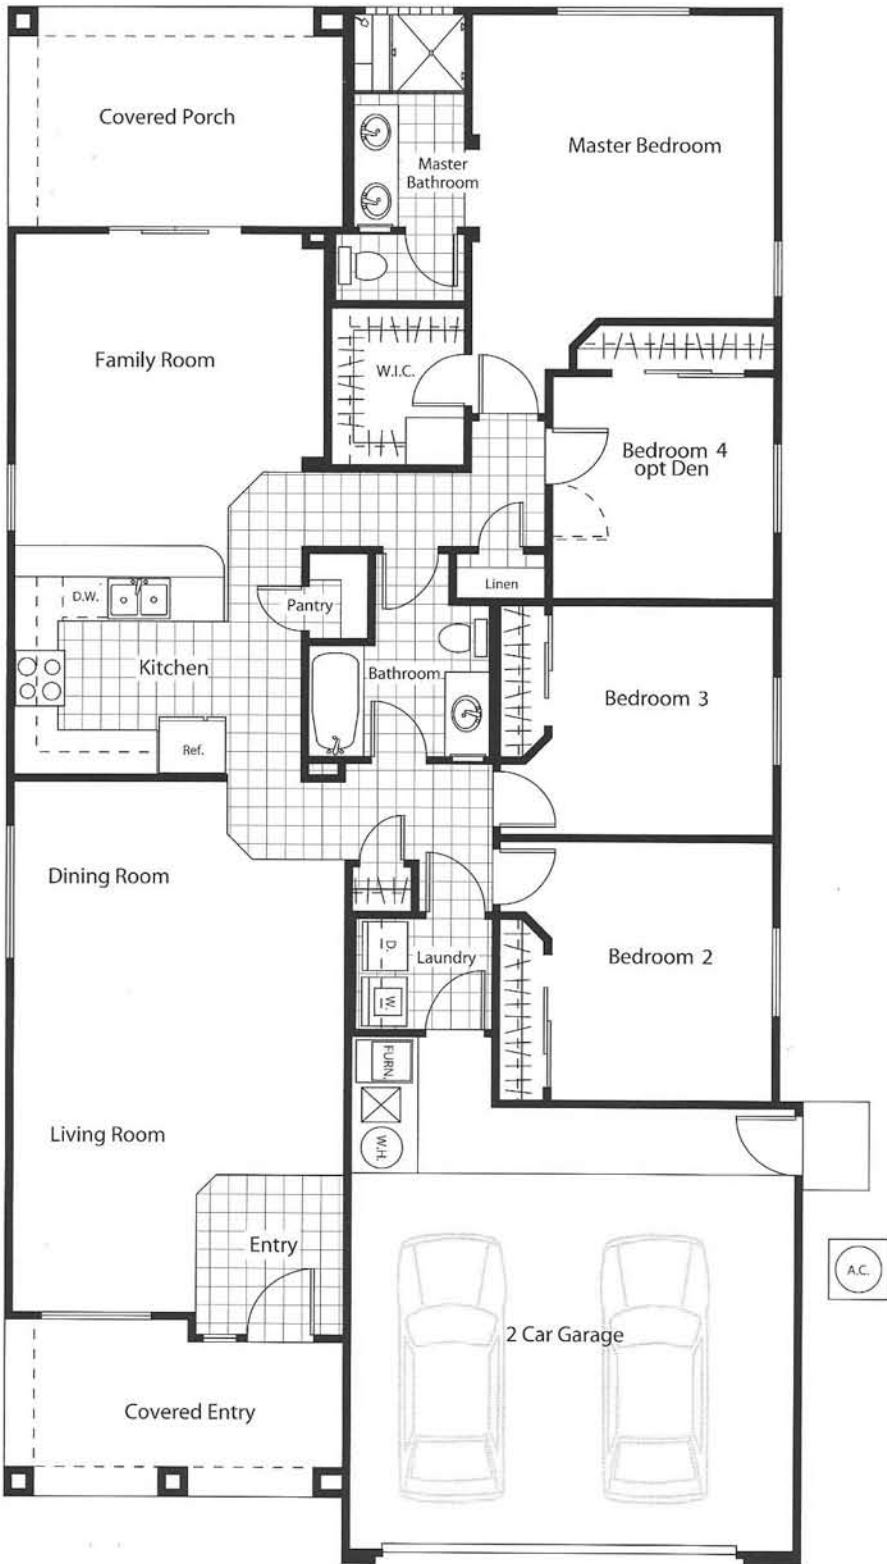 Covered Porch
Master
Bathroom
Master Bedroom
Family Room
W.I.C.
Bedroom 4
opt Den
D.W.
Pantry
Linen
Kitchen
Bathroom
Bedroom 3
Ref.
Dining Room
D.
Laundry
Bedroom 2
W.
FURN.
Living Room
W.H.
Entry
A.C.
2 Car Garage
Covered Entry